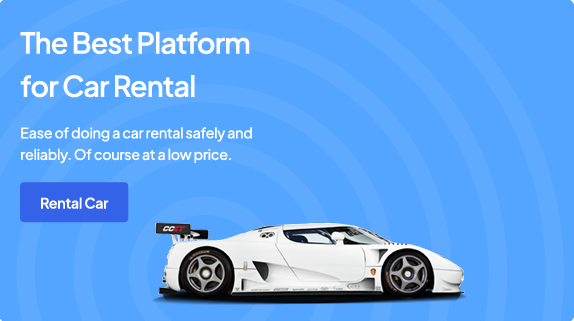 The Best Platform
for Car Rental
Ease of doing a car rental safely and
reliably. Of course at a low price.
Rental Car
CCGT